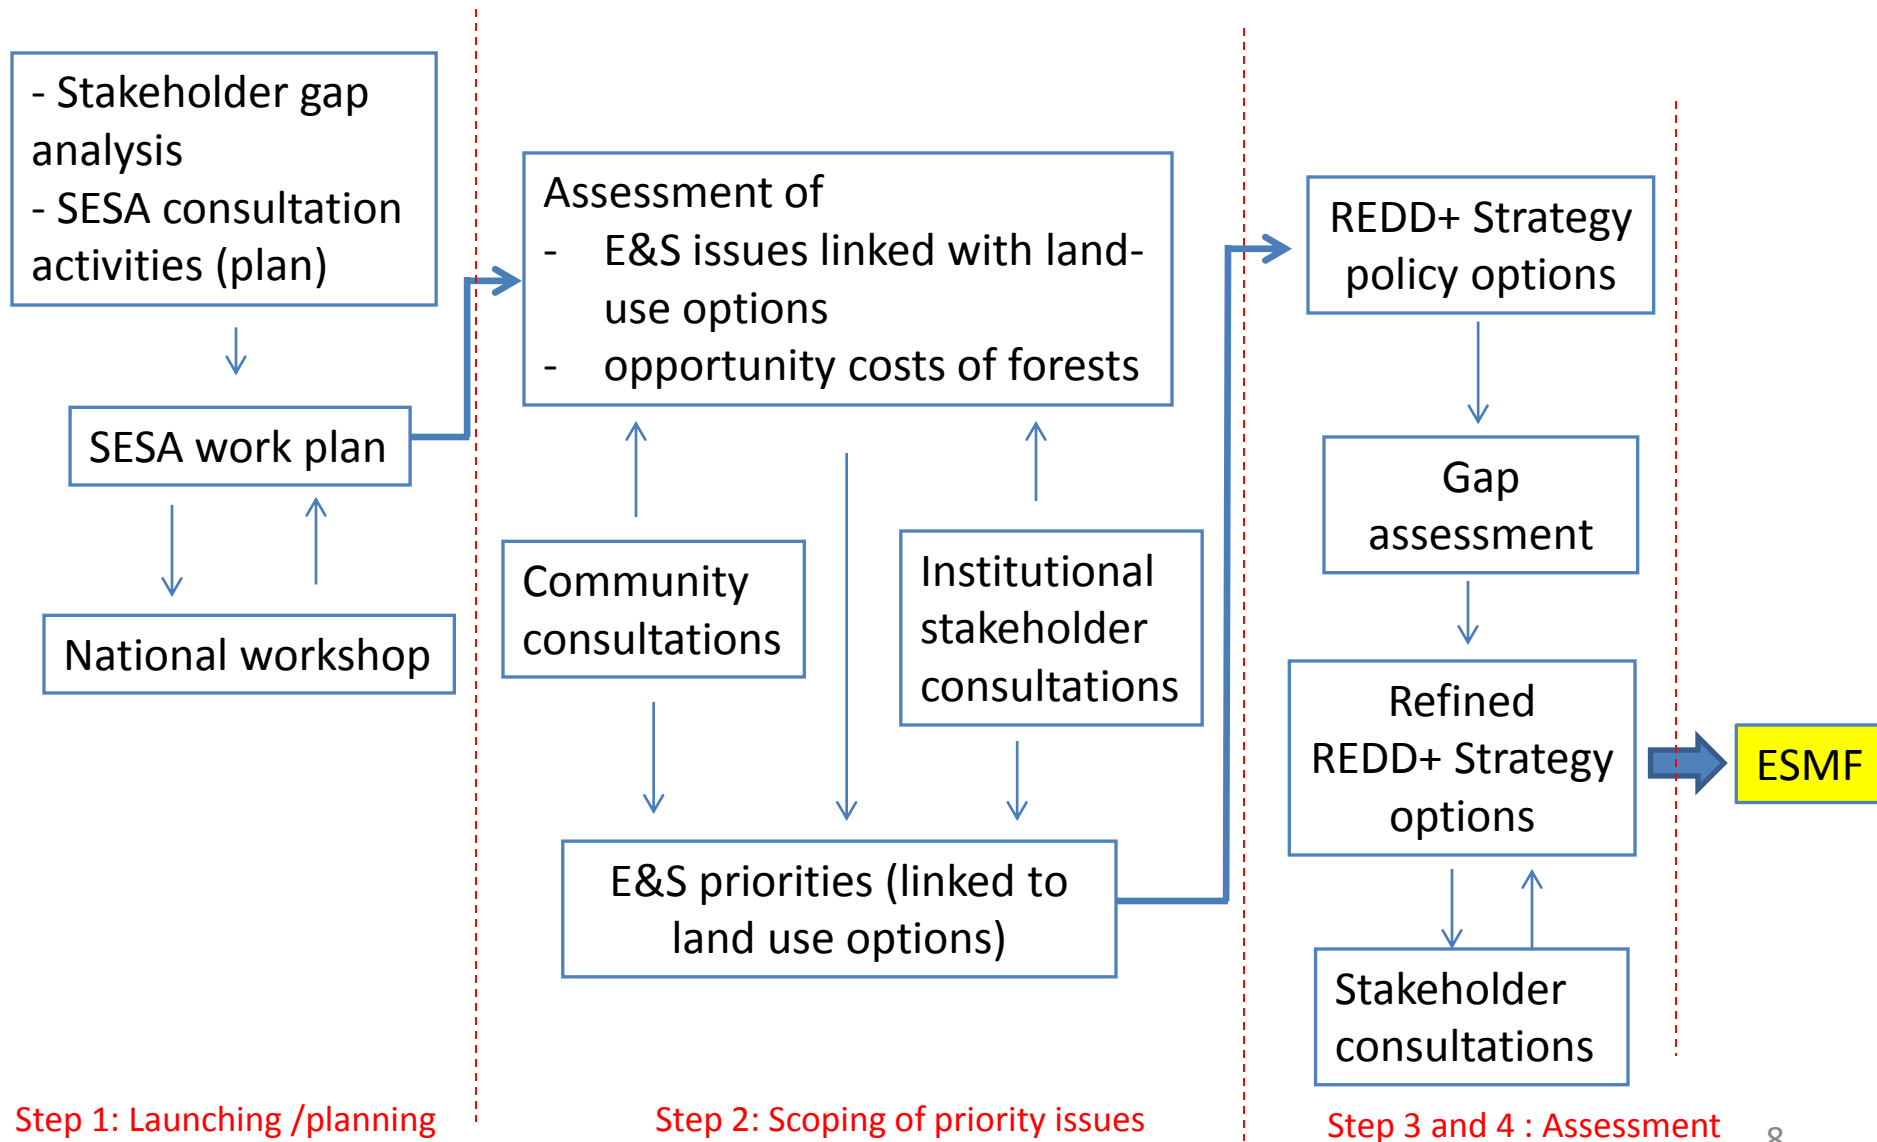 - Stakeholder gap
analysis
- SESA consultation
activities (plan)
SESA work plan
National workshop
Assessment of
- E&S issues linked with land-
use options
- opportunity costs of forests
Community
consultations
Institutional
stakeholder
consultations
E&S priorities (linked to
land use options)
REDD+ Strategy
policy options
Gap
assessment
Refined
REDD+ Strategy
options
Stakeholder
consultations
ESMF
Step 1: Launching /planning
Step 2: Scoping of priority issues
Step 3 and 4 : Assessment
8